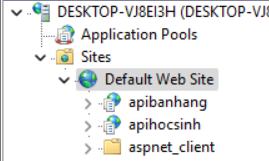 DESKTOP-VJ8EI3H (DESKTOP-VJ8
Application Pools
Sites
Default Web Site
apibanhang
apihocsinh
aspnet_client